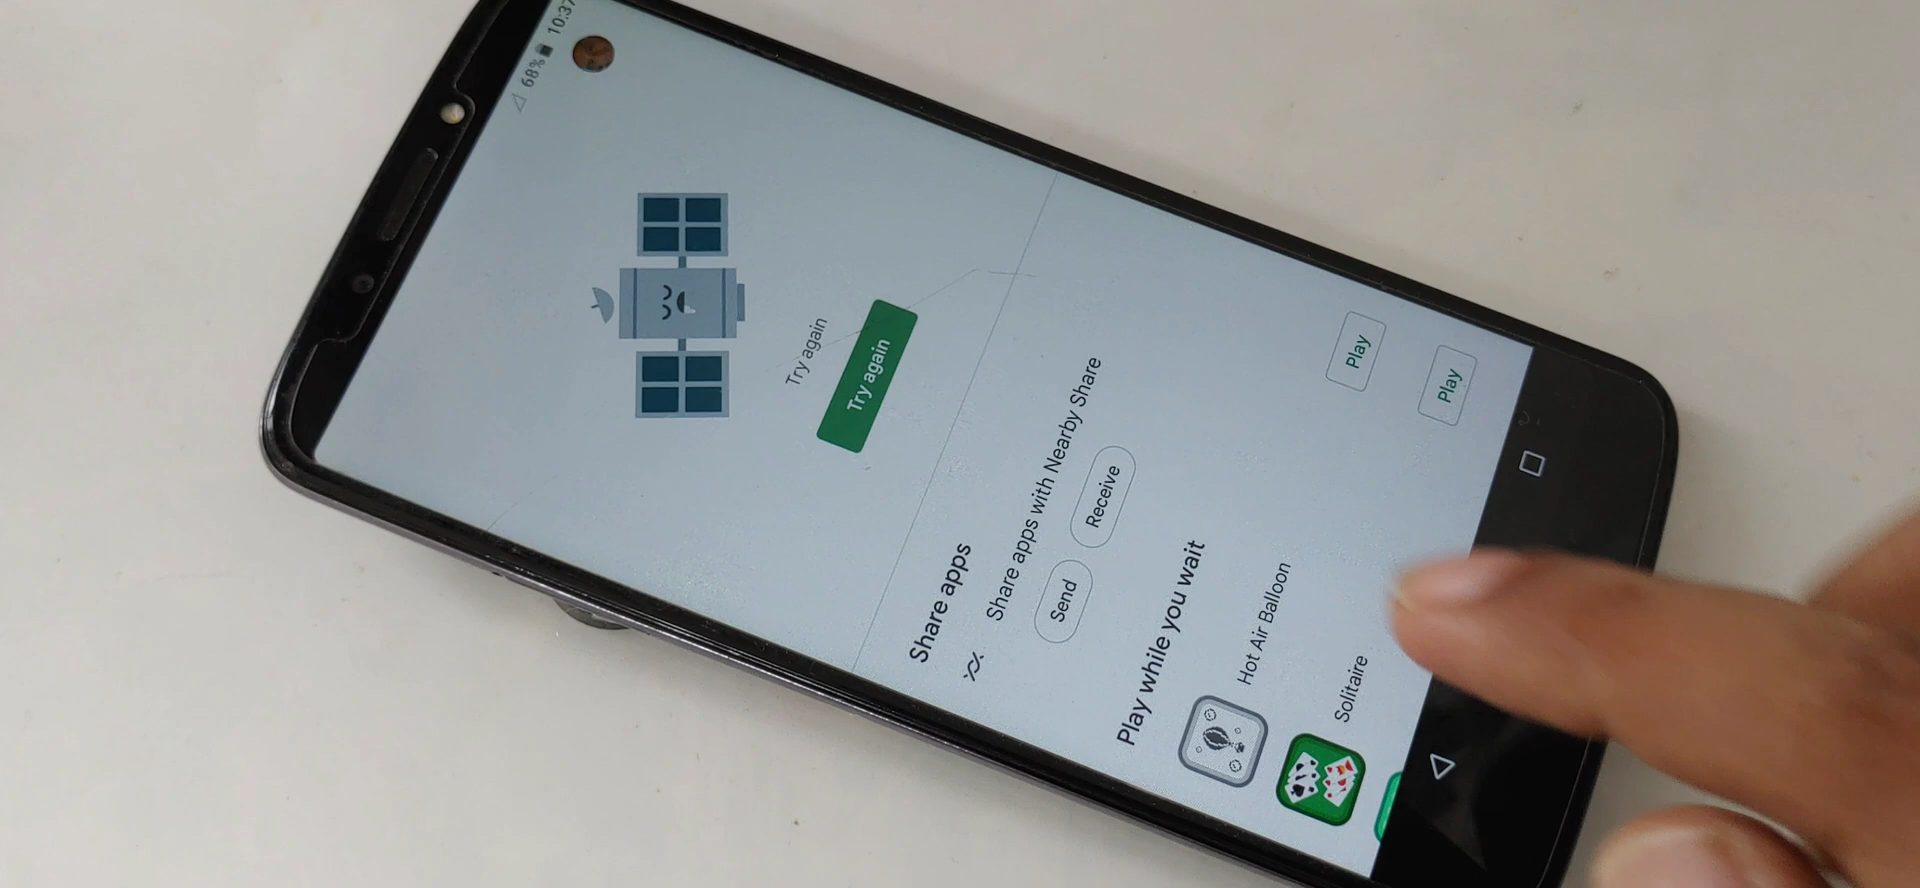 68% 10:37
Try again
Try again
Share apps
Share apps with Nearby Share
Send Receive
Play while you wait
Hot Air Balloon Play
Solitaire Play